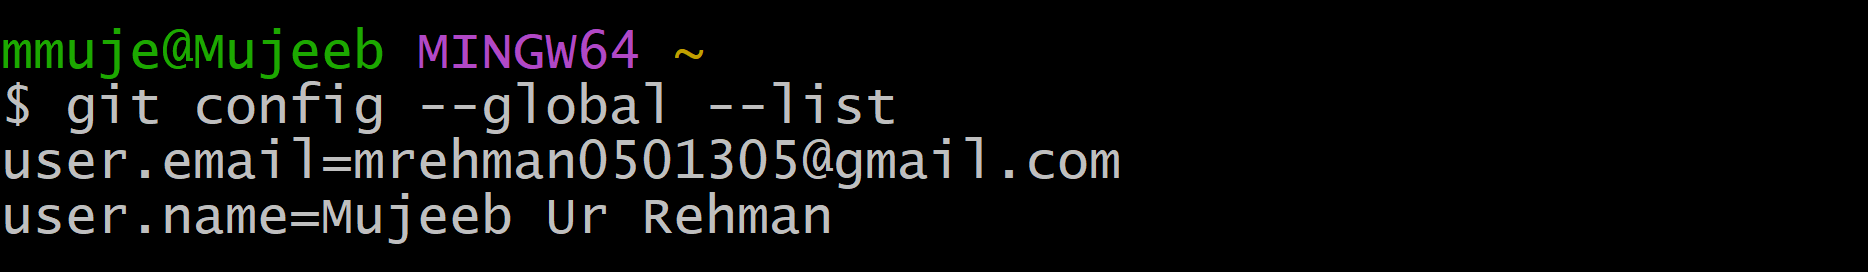 mmuje@Mujeeb MINGW64 ~
$ git config --global --list
user.email=mrehman0501305@gmail.com
user.name=Mujeeb Ur Rehman